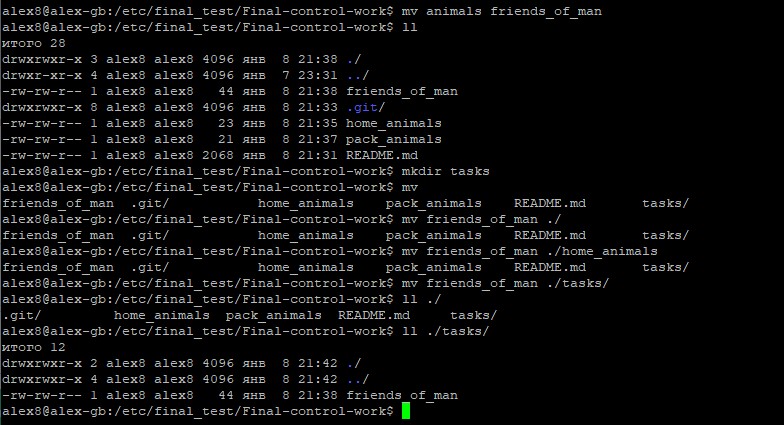 alex8@alex-gb:/etc/final_test/Final-control-work$ mv animals friends_of_man
alex8@alex-gb:/etc/final_test/Final-control-work$ ll
итого 28
drwxrwxr-x 3 alex8 alex8 4096 янв  8 21:38 ./
drwxr-xr-x 4 alex8 alex8 4096 янв  7 23:31 ../
-rw-rw-r-- 1 alex8 alex8   44 янв  8 21:38 friends_of_man
drwxrwxr-x 8 alex8 alex8 4096 янв  8 21:33 .git/
-rw-rw-r-- 1 alex8 alex8   23 янв  8 21:35 home_animals
-rw-rw-r-- 1 alex8 alex8   21 янв  8 21:37 pack_animals
-rw-rw-r-- 1 alex8 alex8 2068 янв  8 21:31 README.md
alex8@alex-gb:/etc/final_test/Final-control-work$ mkdir tasks
alex8@alex-gb:/etc/final_test/Final-control-work$ mv
friends_of_man  .git/           home_animals    pack_animals    README.md       tasks/
alex8@alex-gb:/etc/final_test/Final-control-work$ mv friends_of_man ./
friends_of_man  .git/           home_animals    pack_animals    README.md       tasks/
alex8@alex-gb:/etc/final_test/Final-control-work$ mv friends_of_man ./home_animals
friends_of_man  .git/           home_animals    pack_animals    README.md       tasks/
alex8@alex-gb:/etc/final_test/Final-control-work$ mv friends_of_man ./tasks/
alex8@alex-gb:/etc/final_test/Final-control-work$ ll ./
.git/         home_animals  pack_animals  README.md     tasks/
alex8@alex-gb:/etc/final_test/Final-control-work$ ll ./tasks/
итого 12
drwxrwxr-x 2 alex8 alex8 4096 янв  8 21:42 ./
drwxrwxr-x 4 alex8 alex8 4096 янв  8 21:42 ../
-rw-rw-r-- 1 alex8 alex8   44 янв  8 21:38 friends_of_man
alex8@alex-gb:/etc/final_test/Final-control-work$